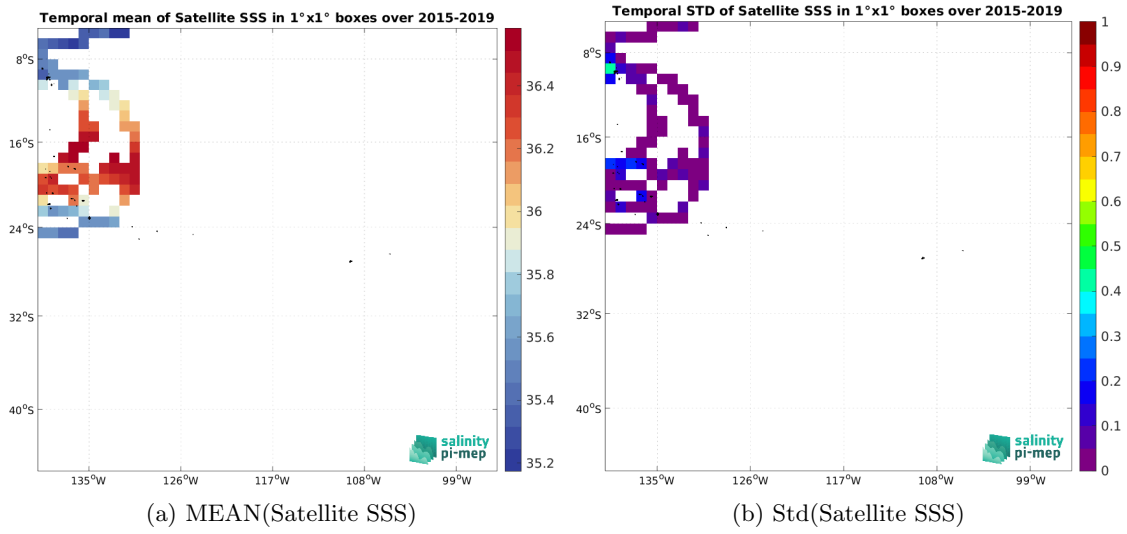 Temporal mean of Satellite SSS in 1°x1° boxes over 2015-2019
8°S
16°S
24°S
32°S
40°S
135°W
126°W
117°W
108°W
99°W
36.4
36.2
36
35.8
35.6
35.4
35.2
salinity
pi-mep
(a) MEAN(Satellite SSS)
Temporal STD of Satellite SSS in 1°x1° boxes over 2015-2019
8°S
16°S
24°S
32°S
40°S
135°W
126°W
117°W
108°W
99°W
1
0.9
0.8
0.7
0.6
0.5
0.4
0.3
0.2
0.1
0
salinity
pi-mep
(b) Std(Satellite SSS)